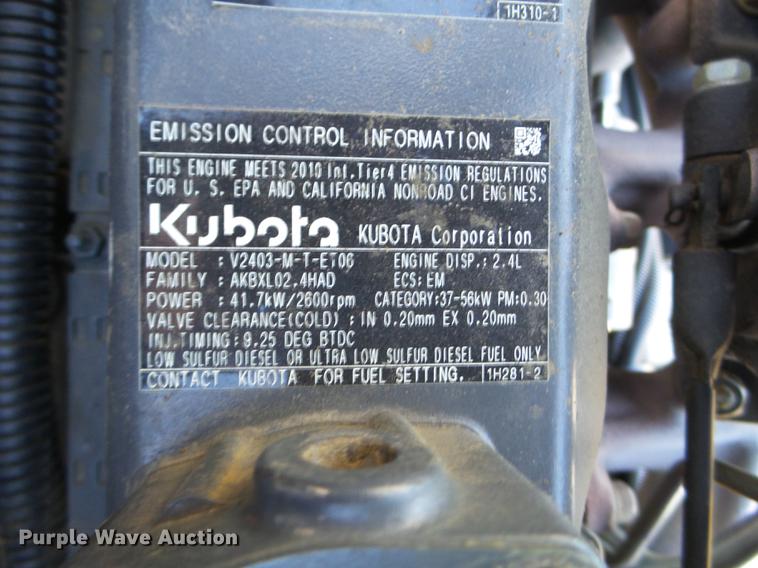 1H310-1
EMISSION CONTROL INFORMATION
THIS ENGINE MEETS 2010 Int.Tier4 EMISSION REGULATIONS
FOR U. S. EPA AND CALIFORNIA NONROAD CI ENGINES.
Kubota KUBOTA Corporation
MODEL : V2403-M-T-ET06 ENGINE DISP.: 2.4L
FAMILY : AKBXL02.4HAD ECS: EM
POWER : 41.7kW/2600rpm CATEGORY:37-56kW PM:0.30
VALVE CLEARANCE(COLD) : IN 0.20mm EX 0.20mm
INJ.TIMING: 9.25 DEG BTDC
LOW SULFUR DIESEL OR ULTRA LOW SULFUR DIESEL FUEL ONLY
CONTACT KUBOTA FOR FUEL SETTING. 1H281-2
Purple Wave Auction